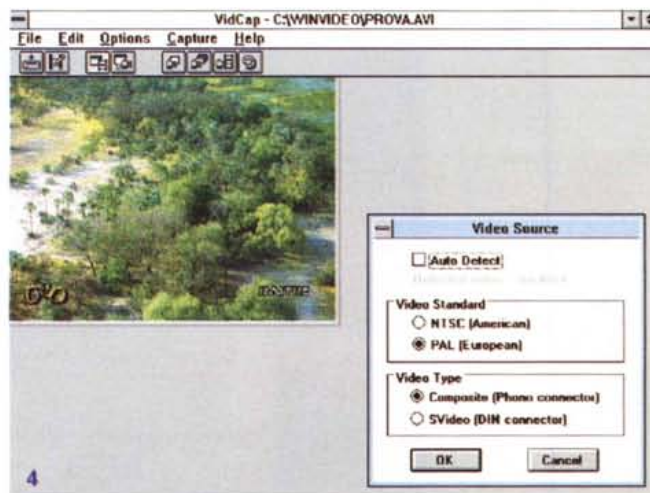 VidCap - C:\WINVIDEO\PROVA.AVI
File Edit Options Capture Help
Video Source
Auto Detect
Video Standard
NTSC (American)
PAL (European)
Video Type
Composite (Phono connector)
SVideo (DIN connector)
OK Cancel
4